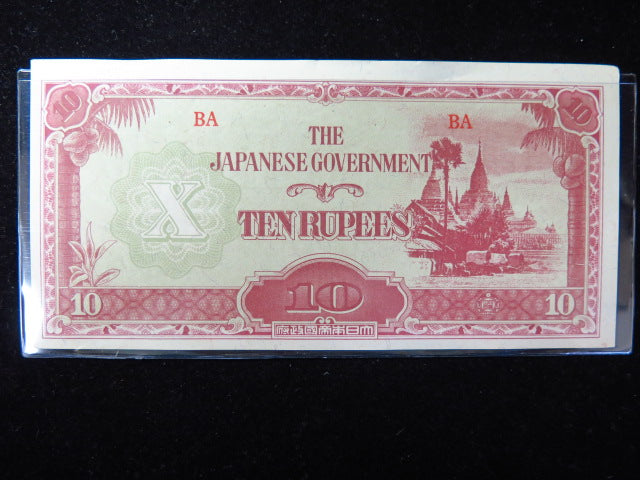 10
10
BA
BA
THE
JAPANESE GOVERNMENT
X
TEN RUPEES
10
10
10
府政國帝本日大